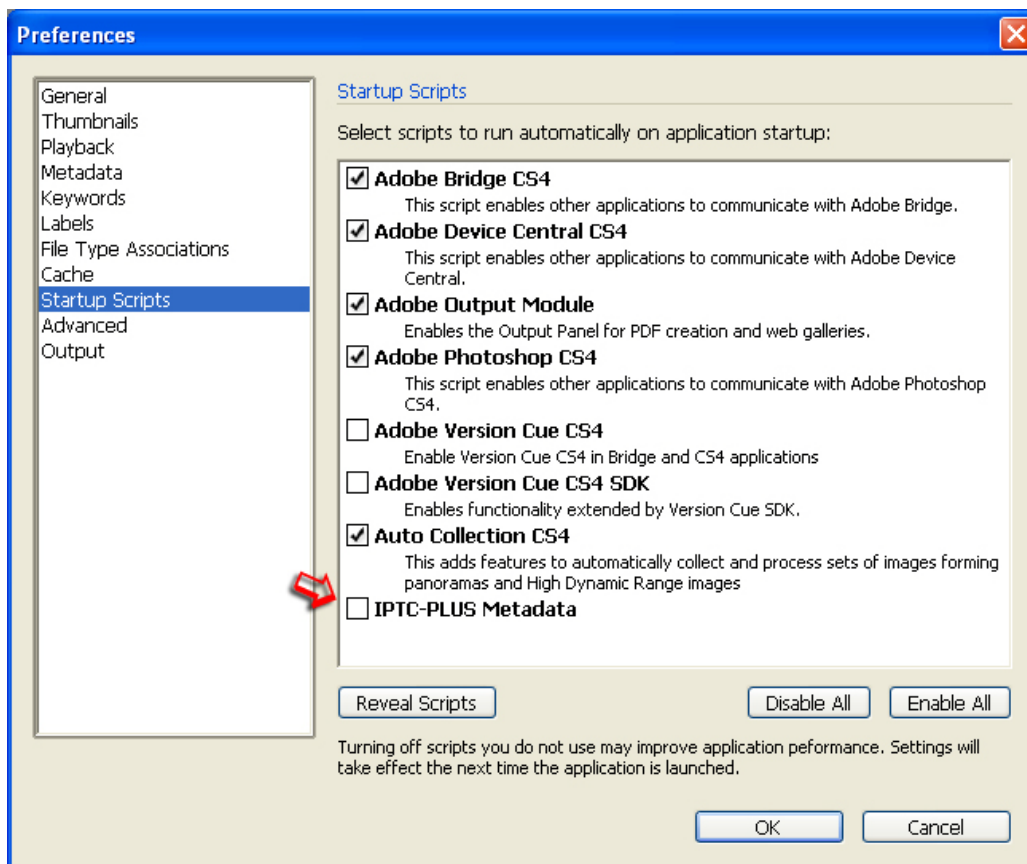 Preferences
General
Thumbnails
Playback
Metadata
Keywords
Labels
File Type Associations
Cache
Startup Scripts
Advanced
Output
Startup Scripts
Select scripts to run automatically on application startup:
Adobe Bridge CS4
This script enables other applications to communicate with Adobe Bridge.
Adobe Device Central CS4
This script enables other applications to communicate with Adobe Device
Central.
Adobe Output Module
Enables the Output Panel for PDF creation and web galleries.
Adobe Photoshop CS4
This script enables other applications to communicate with Adobe Photoshop
CS4.
Adobe Version Cue CS4
Enable Version Cue CS4 in Bridge and CS4 applications
Adobe Version Cue CS4 SDK
Enables functionality extended by Version Cue SDK.
Auto Collection CS4
This adds features to automatically collect and process sets of images forming
panoramas and High Dynamic Range images
IPTC-PLUS Metadata
Reveal Scripts
Disable All
Enable All
Turning off scripts you do not use may improve application peformance. Settings will
take effect the next time the application is launched.
OK
Cancel